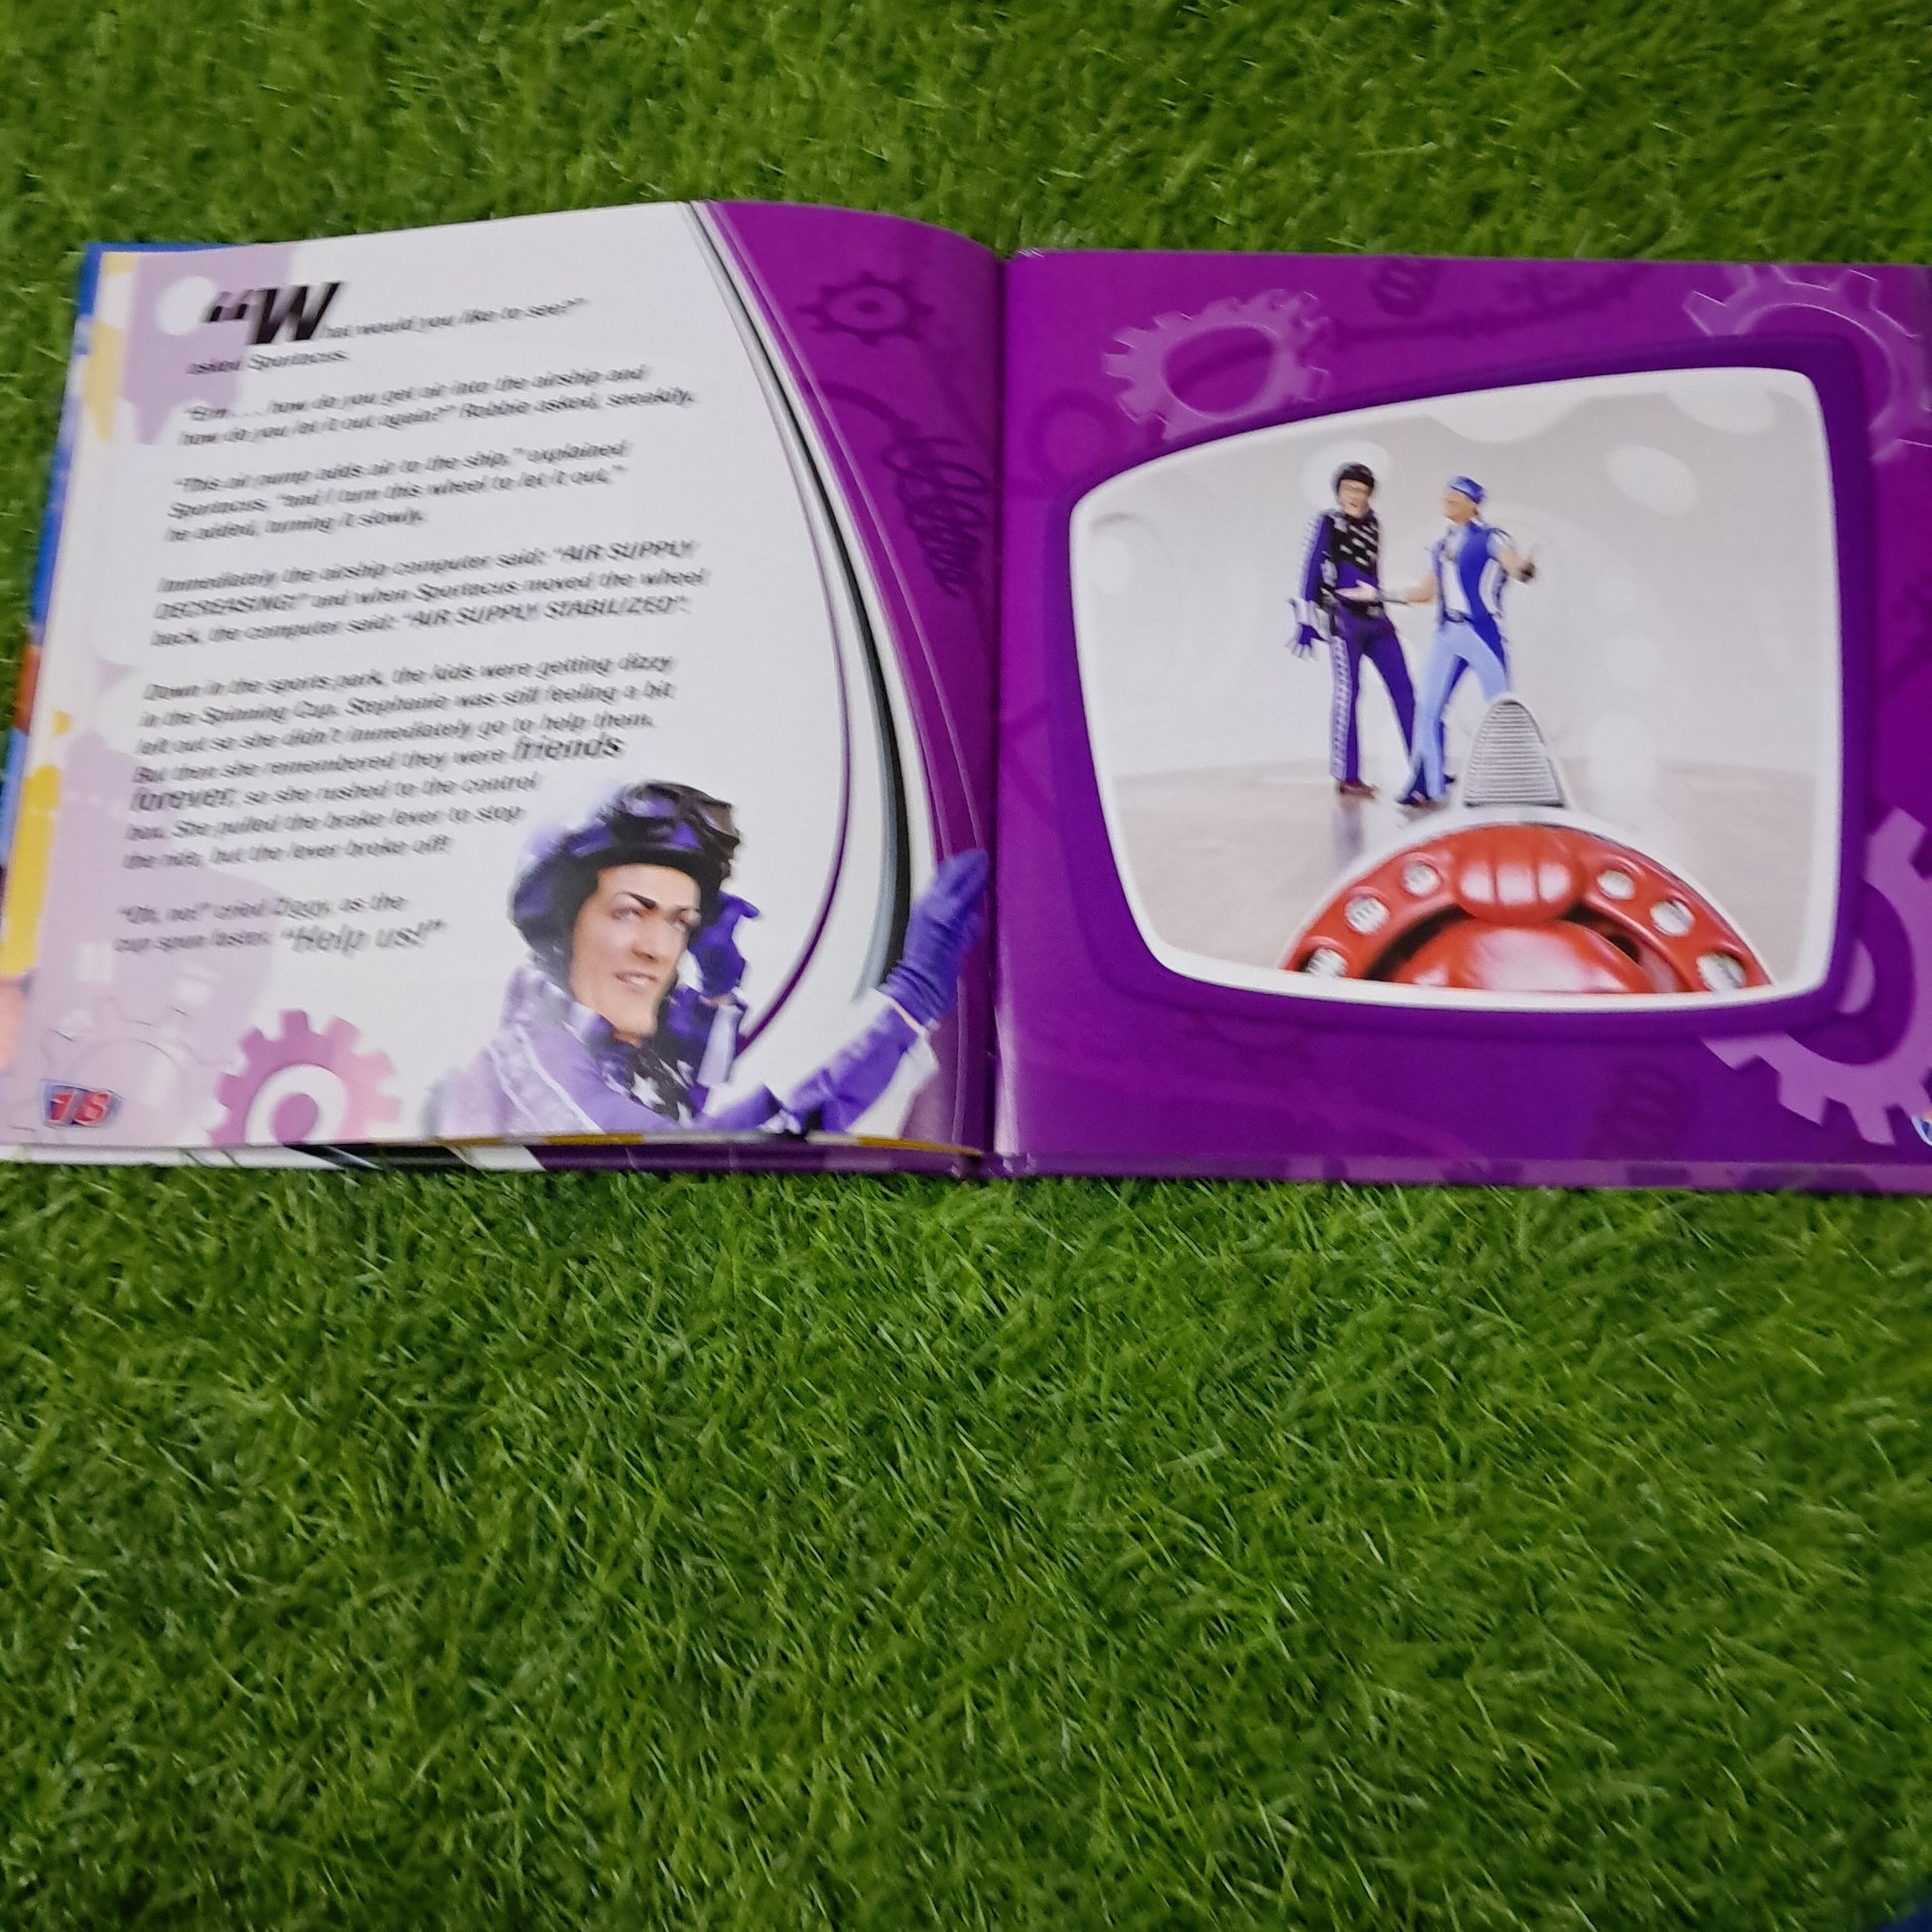 "What would you like to see?"
asked Sportacus.
"Erm . . . how do you get air into the airship and
how do you let it out again?" Robbie asked, sneakily.
"This air pump adds air to the ship," explained
Sportacus, "and I turn this wheel to let it out,"
he added, turning it slowly.
Immediately the airship computer said: "AIR SUPPLY
DECREASING!" and when Sportacus moved the wheel
back, the computer said: "AIR SUPPLY STABILIZED".
Down in the sports park, the kids were getting dizzy
in the Spinning Cup. Stephanie was still feeling a bit
left out so she didn't immediately go to help them.
But then she remembered they were friends
forever, so she rushed to the control
box. She pulled the brake lever to stop
the ride, but the lever broke off!
"Oh, no!" cried Ziggy, as the
cup spun faster. "Help us!"
18